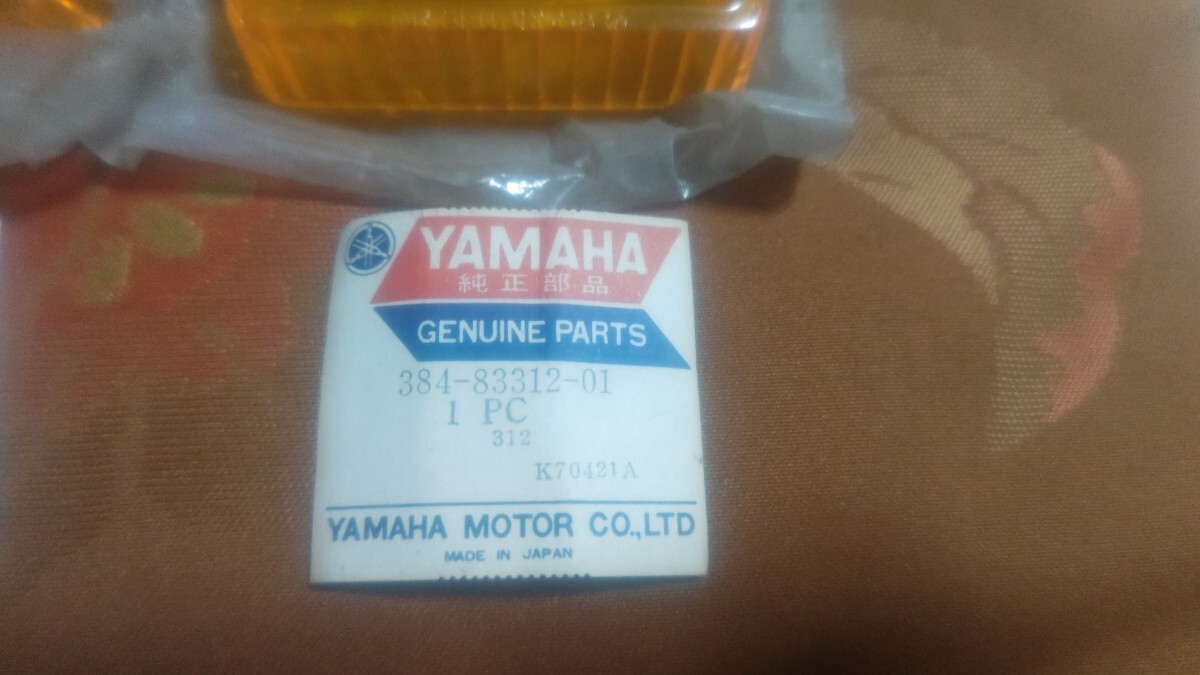 YAMAHA
純正部品
GENUINE PARTS
384-83312-01
1 PC
312
K70421A
YAMAHA MOTOR CO.,LTD
MADE IN JAPAN